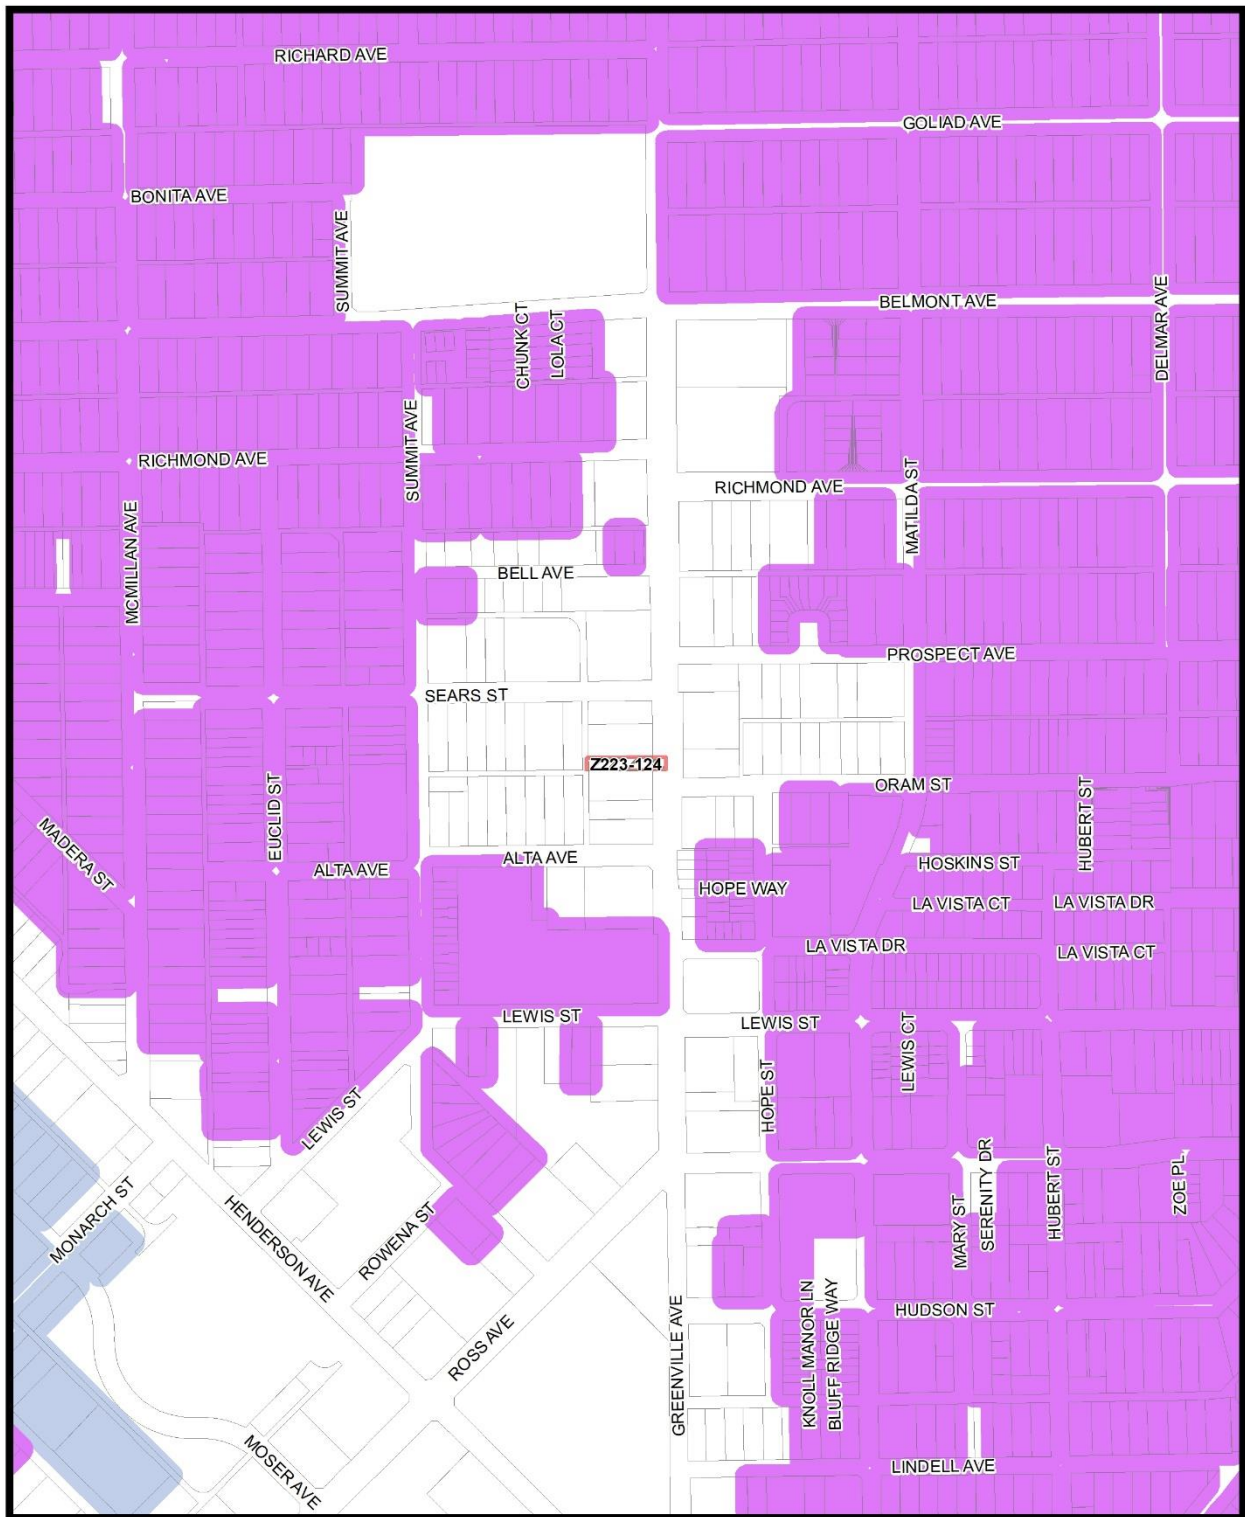 RICHARD AVE
GOLIAD AVE
BONITA AVE
SUMMIT AVE
BELMONT AVE
DELMAR AVE
CHUNK CT
LOLA CT
SUMMIT AVE
RICHMOND AVE
RICHMOND AVE
MATILDA ST
MCMILLAN AVE
BELL AVE
PROSPECT AVE
SEARS ST
Z223-124
ORAM ST
EUCLID ST
HUBERT ST
MADERA ST
ALTA AVE
ALTA AVE
HOSKINS ST
HOPE WAY
LA VISTA CT
LA VISTA DR
LA VISTA DR
LA VISTA CT
LEWIS ST
LEWIS ST
LEWIS CT
HOPE ST
LEWIS ST
SERENITY DR
ZOE PL
MONARCH ST
HENDERSON AVE
ROWENA ST
MARY ST
HUBERT ST
HUDSON ST
ROSS AVE
GREENVILLE AVE
KNOLL MANOR LN
BLUFF RIDGE WAY
MOSER AVE
LINDELL AVE